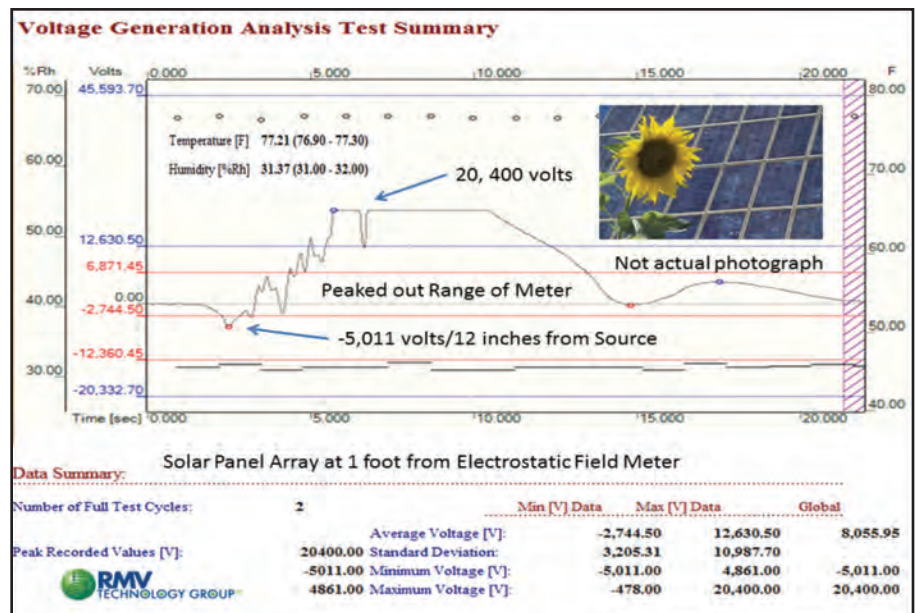 Voltage Generation Analysis Test Summary
%Rh Volts 0.000 5.000 10.000 15.000 20.000 F
70.00 45.593.70 80.00
Temperature [F] 77.21 (76.90 - 77.30)
Humidity [%Rh] 31.37 (31.00 - 32.00)
60.00 70.00
20, 400 volts
50.00 12.630.50 60.00
6,871.45 Not actual photograph
Peaked out Range of Meter
40.00 0.00
-2,744.50 50.00
-5,011 volts/12 inches from Source
-12,360.45
30.00
-20,332.70 40.00
Time [sec] 0.000 5.000 10.000 15.000 20.000
Solar Panel Array at 1 foot from Electrostatic Field Meter
Data Summary:
Number of Full Test Cycles: 2 Min [V] Data Max [V] Data Global
Average Voltage [V]: -2,744.50 12,630.50 8,055.95
Peak Recorded Values [V]: 20400.00 Standard Deviation: 3,205.31 10,987.70
-5011.00 Minimum Voltage [V]: -5,011.00 4,861.00 -5,011.00
4861.00 Maximum Voltage [V]: -478.00 20,400.00 20,400.00
RMV
TECHNOLOGY GROUP